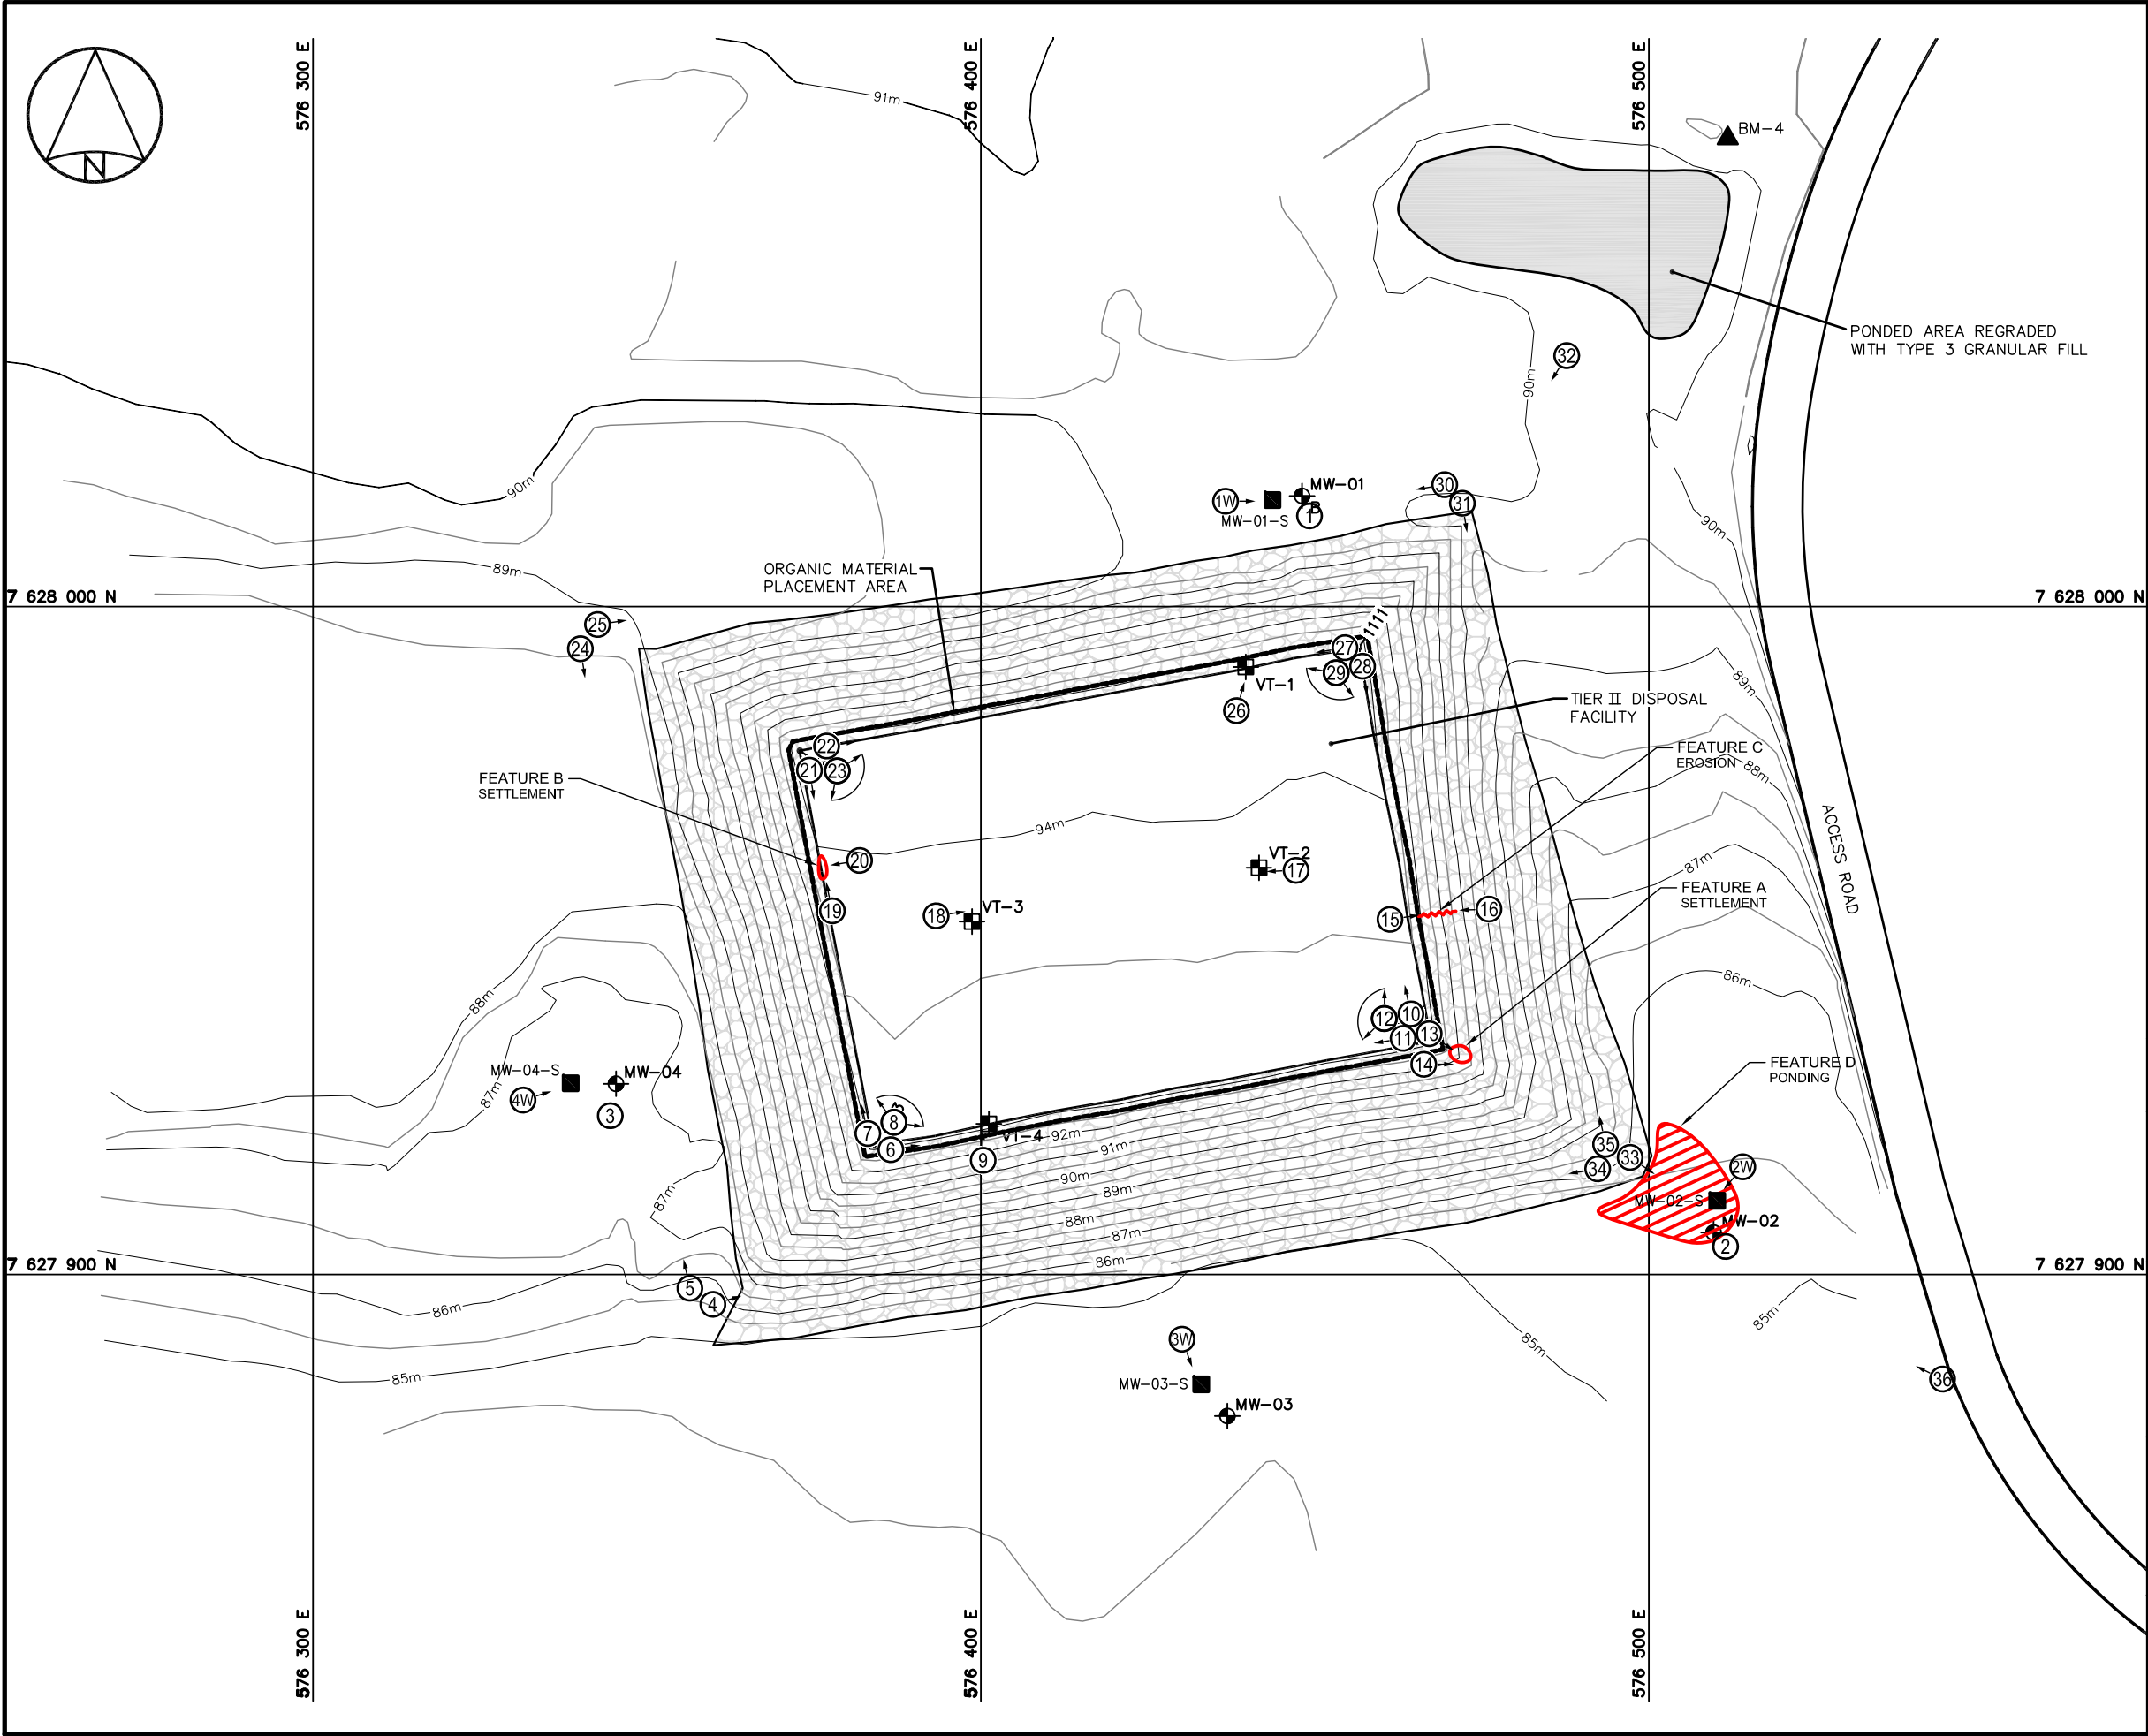 576 300 E
576 400 E
576 500 E
N
91m
BM-4
PONDED AREA REGRADED
WITH TYPE 3 GRANULAR FILL
32
90m
90m
30
31
1W
MW-01
B
1
MW-01-S
90m
89m
ORGANIC MATERIAL
PLACEMENT AREA
7 628 000 N
7 628 000 N
25
24
1111
27
28
29
VT-1
26
89m
TIER II DISPOSAL
FACILITY
22
21
23
FEATURE C
EROSION
88m
FEATURE B
SETTLEMENT
94m
ACCESS ROAD
20
VT-2
17
87m
FEATURE A
SETTLEMENT
19
18
VT-3
15
16
86m
88m
12
10
13
11
14
FEATURE D
PONDING
MW-04-S
MW-04
4W
87m
3
7
8
6
VT-4
9
92m
91m
90m
89m
88m
87m
86m
35
33
34
2W
MW-02-S
MW-02
2
87m
7 627 900 N
7 627 900 N
5
4
86m
85m
85m
85m
3W
MW-03-S
MW-03
36
576 300 E
576 400 E
576 500 E